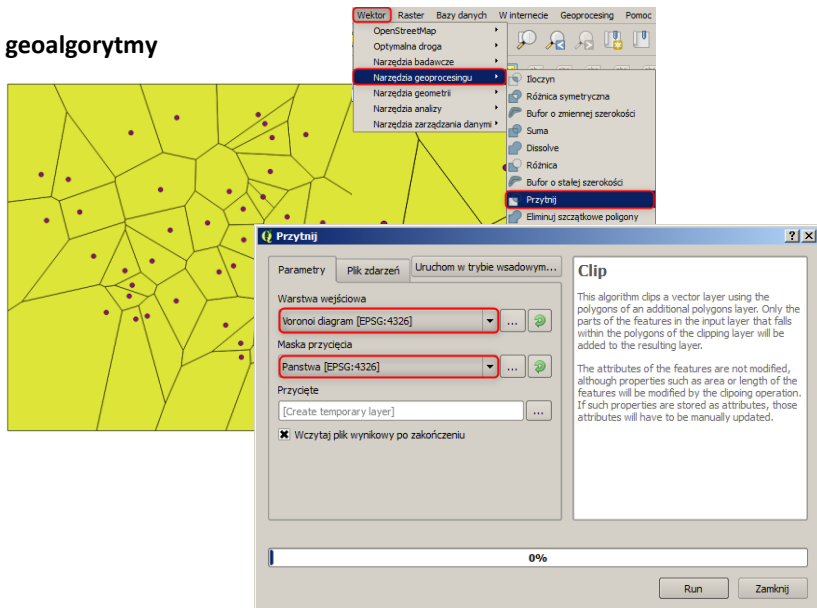 geoalgorytmy
Wektor Raster Bazy danych W internecie Geoprocesing Pomoc
OpenStreetMap
Optymalna droga
Narzędzia badawcze
Narzędzia geoprocesingu
Narzędzia geometrii
Narzędzia analizy
Narzędzia zarządzania danymi
Iloczyn
Różnica symetryczna
Bufor o zmiennej szerokości
Suma
Dissolve
Różnica
Bufor o stałej szerokości
Przytnij
Eliminuj szczątkowe poligony
Przytnij
Parametry Plik zdarzeń Uruchom w trybie wsadowym...
Warstwa wejściowa
Voronoi diagram [EPSG:4326]
...
Maska przycięcia
Panstwa [EPSG:4326]
...
Przycięte
[Create temporary layer]
...
Wczytaj plik wynikowy po zakończeniu
Clip
This algorithm clips a vector layer using the
polygons of an additional polygons layer. Only the
parts of the features in the input layer that falls
within the polygons of the clipping layer will be
added to the resulting layer.
The attributes of the features are not modified,
although properties such as area or length of the
features will be modified by the clipoing operation.
If such properties are stored as attributes, those
attributes will have to be manually updated.
0%
Run Zamknij